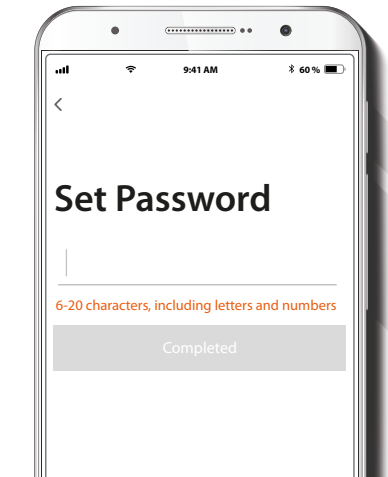 9:41 AM 60 %
Set Password
6-20 characters, including letters and numbers
Completed